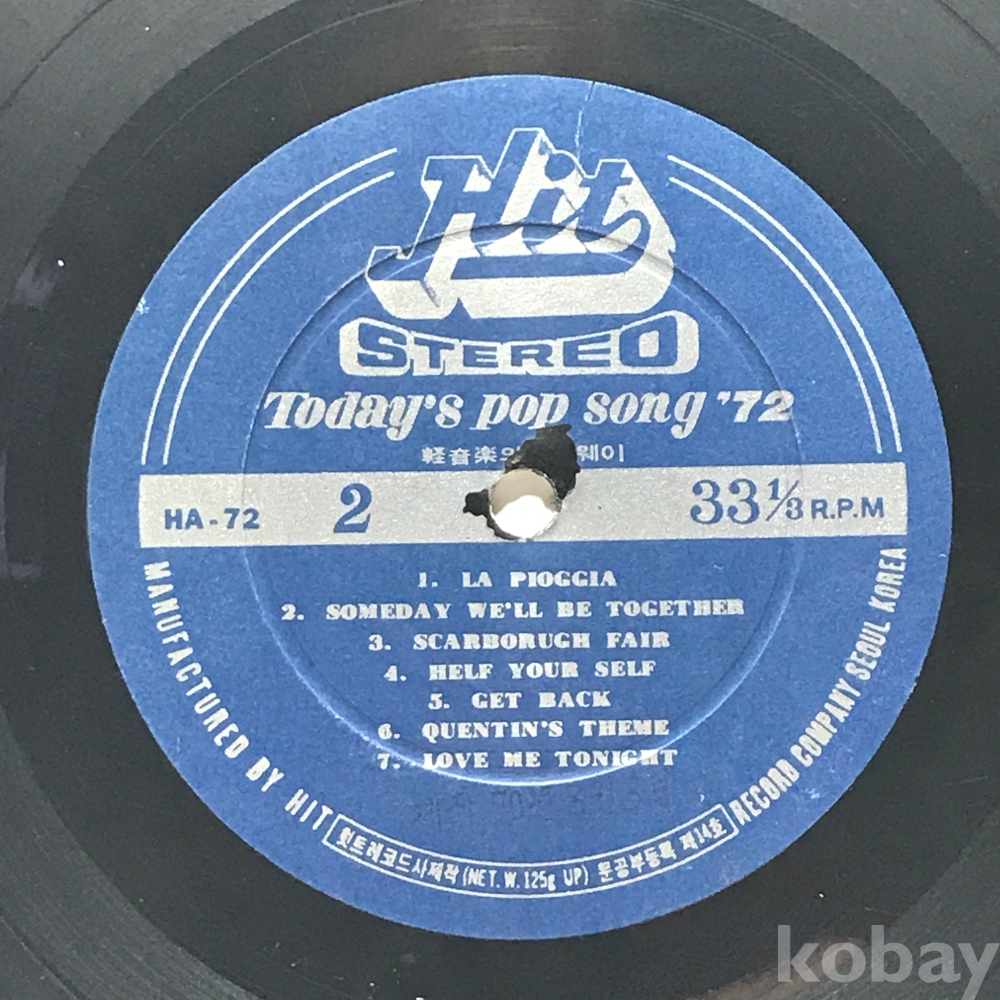 Hit
STEREO
Today's pop song '72
軽音楽의 웨이
HA-72 2 33 1/3 R.P.M
1. LA PIOGGIA
2. SOMEDAY WE'LL BE TOGETHER
3. SCARBORUGH FAIR
4. HELF YOUR SELF
5. GET BACK
6. QUENTIN'S THEME
7. LOVE ME TONIGHT
MANUFACTURED BY HIT RECORD COMPANY SEOUL KOREA
힛트레코드사제작 (NET. W. 125g UP) 문공부등록 제14호
kobay